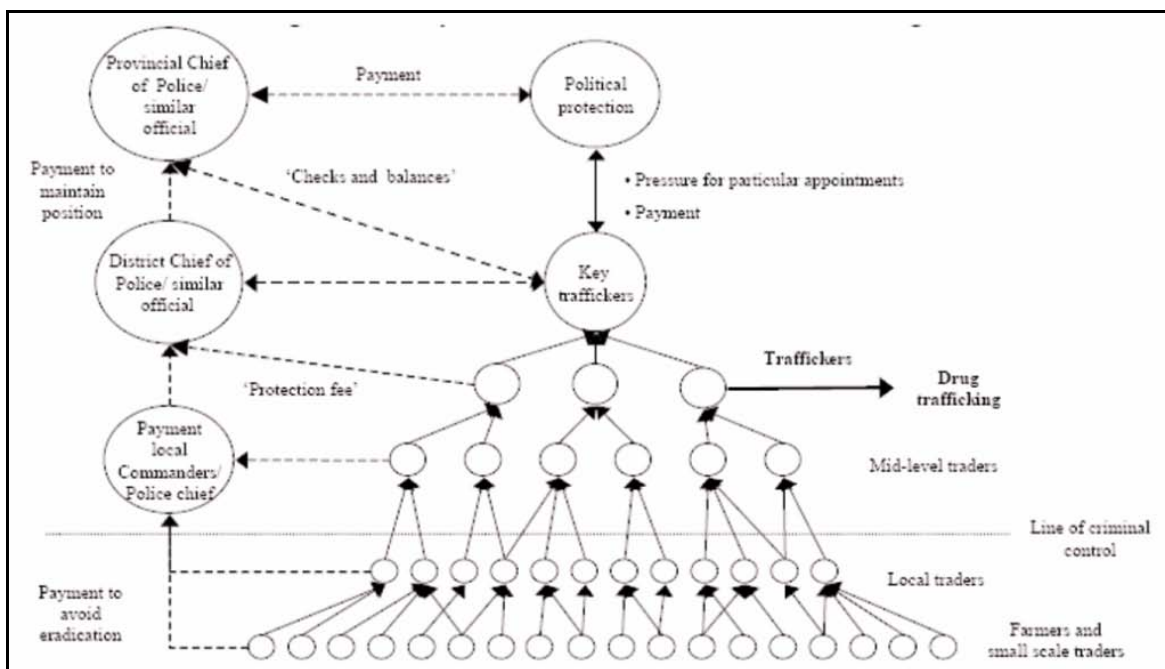 Provincial Chief
of Police/
similar
official
Payment
Political
protection
Payment to
maintain
position
'Checks and balances'
• Pressure for particular appointments
• Payment
District Chief of
Police/ similar
official
Key
traffickers
Traffickers
Drug
trafficking
'Protection fee'
Payment
local
Commanders/
Police chief
Mid-level traders
Line of criminal
control
Local traders
Payment to
avoid
eradication
Farmers and
small scale traders